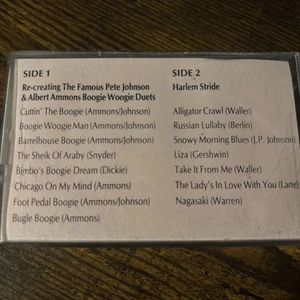 SIDE 1
Re-creating The Famous Pete Johnson
& Albert Ammons Boogie Woogie Duets
Cuttin' The Boogie (Ammons/Johnson)
Boogie Woogie Man (Ammons/Johnson)
Barrelhouse Boogie (Ammons/Johnson)
The Sheik Of Araby (Snyder)
Bimbo's Boogie Dream (Dickie)
Chicago On My Mind (Ammons)
Foot Pedal Boogie (Ammons/Johnson)
Bugle Boogie (Ammons)
SIDE 2
Harlem Stride
Alligator Crawl (Waller)
Russian Lullaby (Berlin)
Snowy Morning Blues (J.P. Johnson)
Liza (Gershwin)
Take It From Me (Waller)
The Lady's In Love With You (Lane)
Nagasaki (Warren)